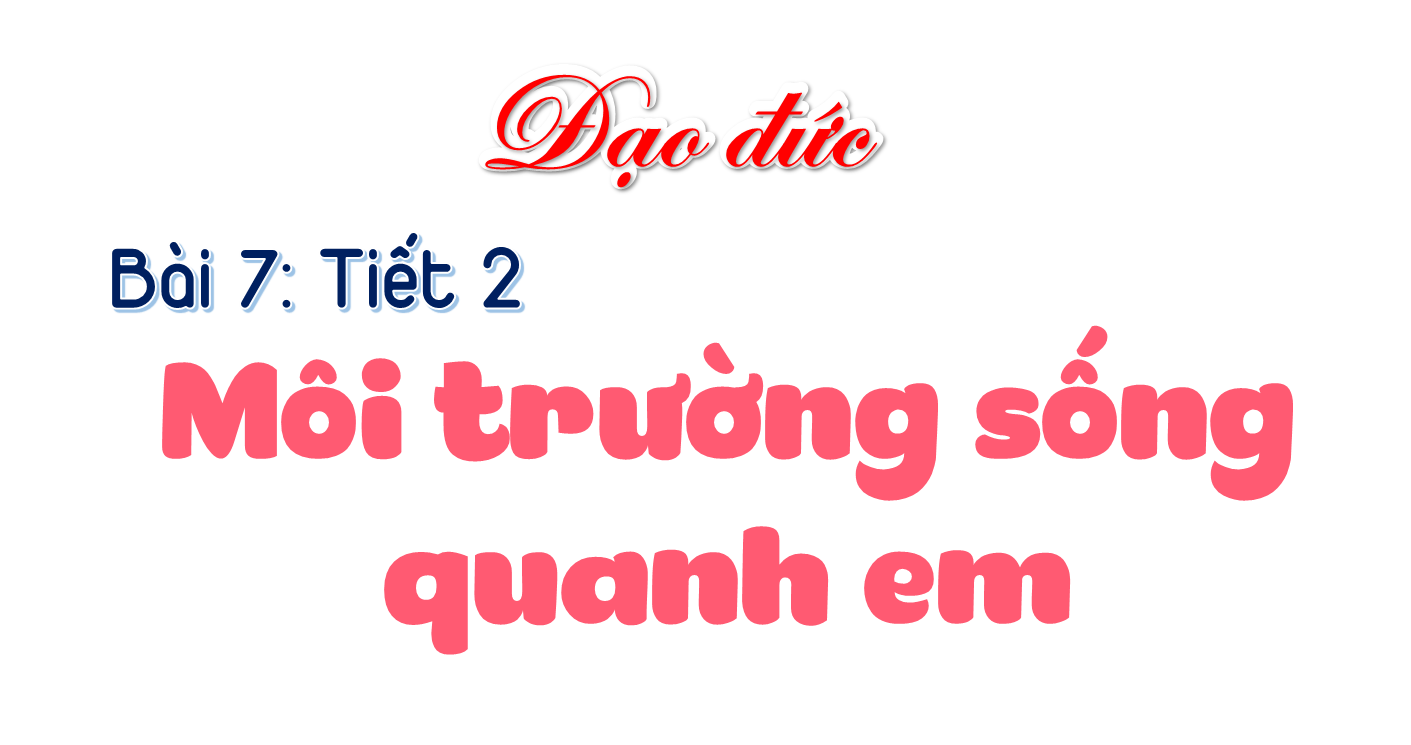 Đạo đức
Bài 7: Tiết 2
Môi trường sống
quanh em